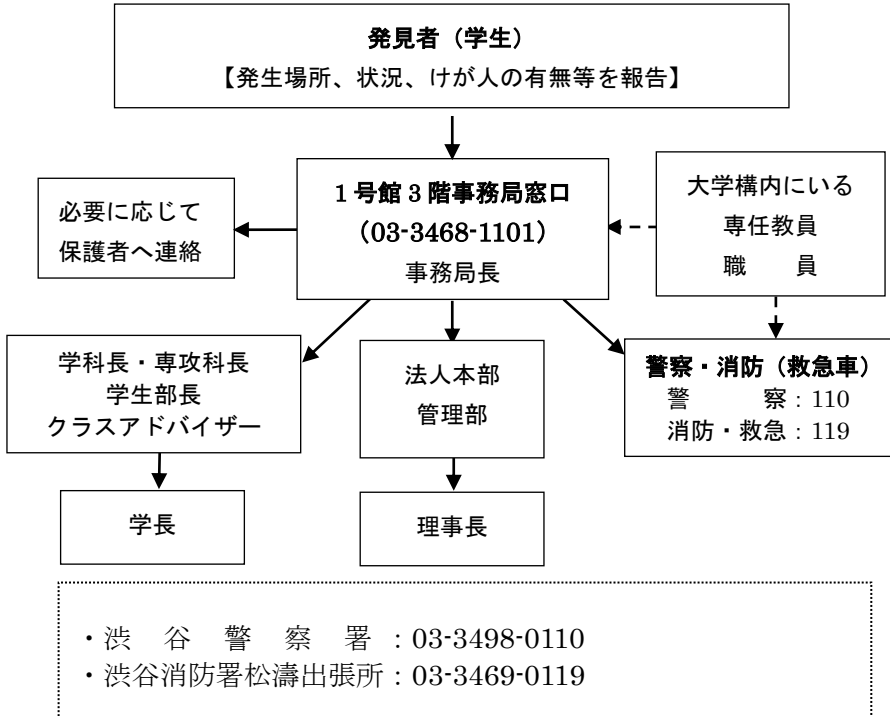 発見者（学生）
【発生場所、状況、けが人の有無等を報告】
必要に応じて
保護者へ連絡
1号館3階事務局窓口
（03-3468-1101）
事務局長
大学構内にいる
専任教員
職　　員
学科長・専攻科長
学生部長
クラスアドバイザー
法人本部
管理部
警察・消防（救急車）
警　　　察：110
消防・救急：119
学長
理事長
・渋　谷　警　察　署　：03-3498-0110
・渋谷消防署松濤出張所：03-3469-0119